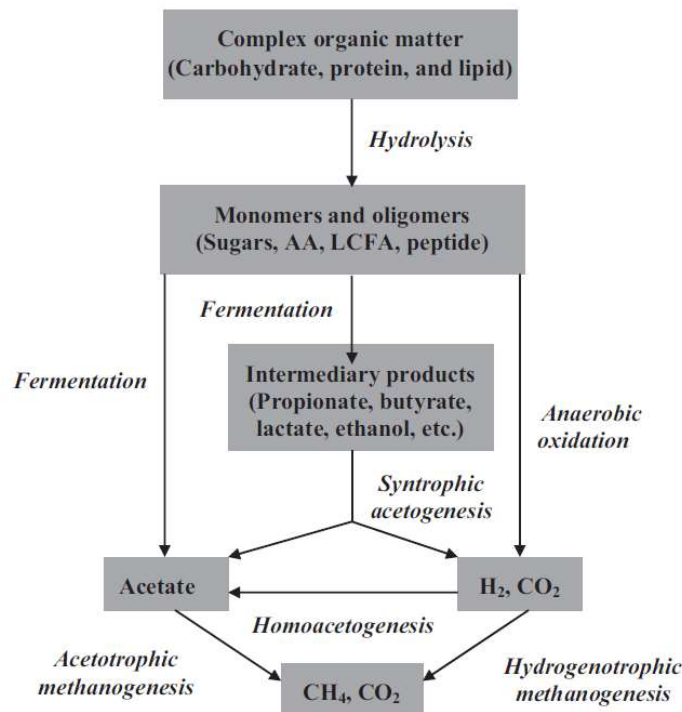 Complex organic matter
(Carbohydrate, protein, and lipid)
Hydrolysis
Monomers and oligomers
(Sugars, AA, LCFA, peptide)
Fermentation
Fermentation
Intermediary products
(Propionate, butyrate,
lactate, ethanol, etc.)
Anaerobic
oxidation
Syntrophic
acetogenesis
Acetate
H₂, CO₂
Homoacetogenesis
Acetotrophic
methanogenesis
Hydrogenotrophic
methanogenesis
CH₄, CO₂